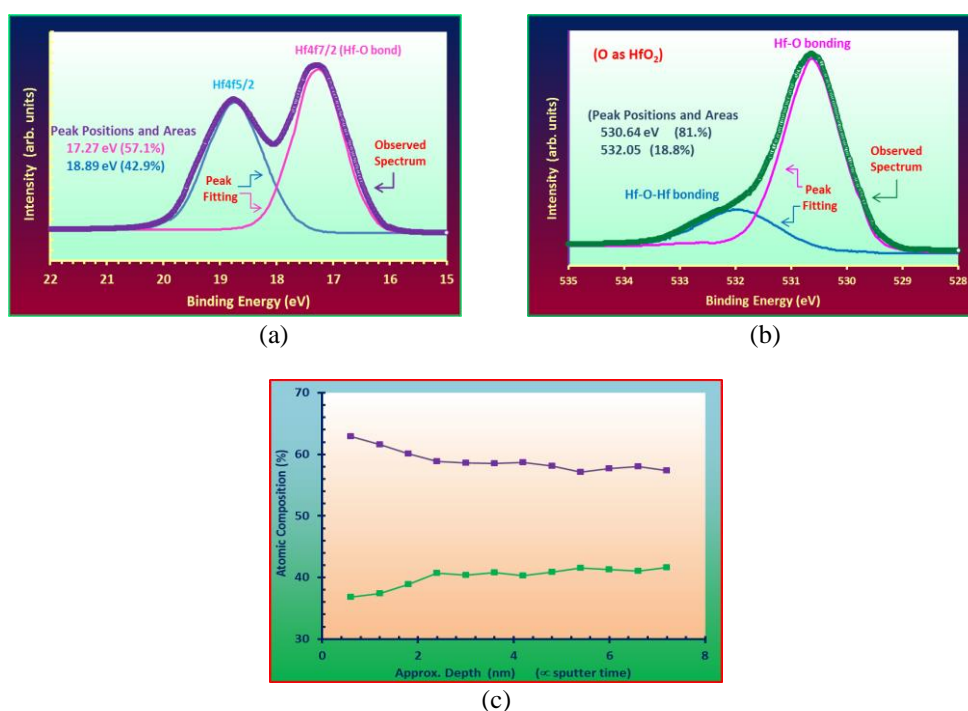 Hf4f7/2 (Hf-O bond)
Hf4f5/2
Peak Positions and Areas
17.27 eV (57.1%)
18.89 eV (42.9%)
Peak
Fitting
Observed
Spectrum
Intensity (arb. units)
22 21 20 19 18 17 16 15
Binding Energy (eV)
(a)
Hf-O bonding
(O as HfO₂)
(Peak Positions and Areas
530.64 eV (81.%)
532.05 (18.8%)
Observed
Spectrum
Peak
Fitting
Hf-O-Hf bonding
Intensity (arb. units)
535 534 533 532 531 530 529 528
Binding Energy (eV)
(b)
70
60
50
40
30
Atomic Composition (%)
0 2 4 6 8
Approx. Depth (nm) (∝ sputter time)
(c)